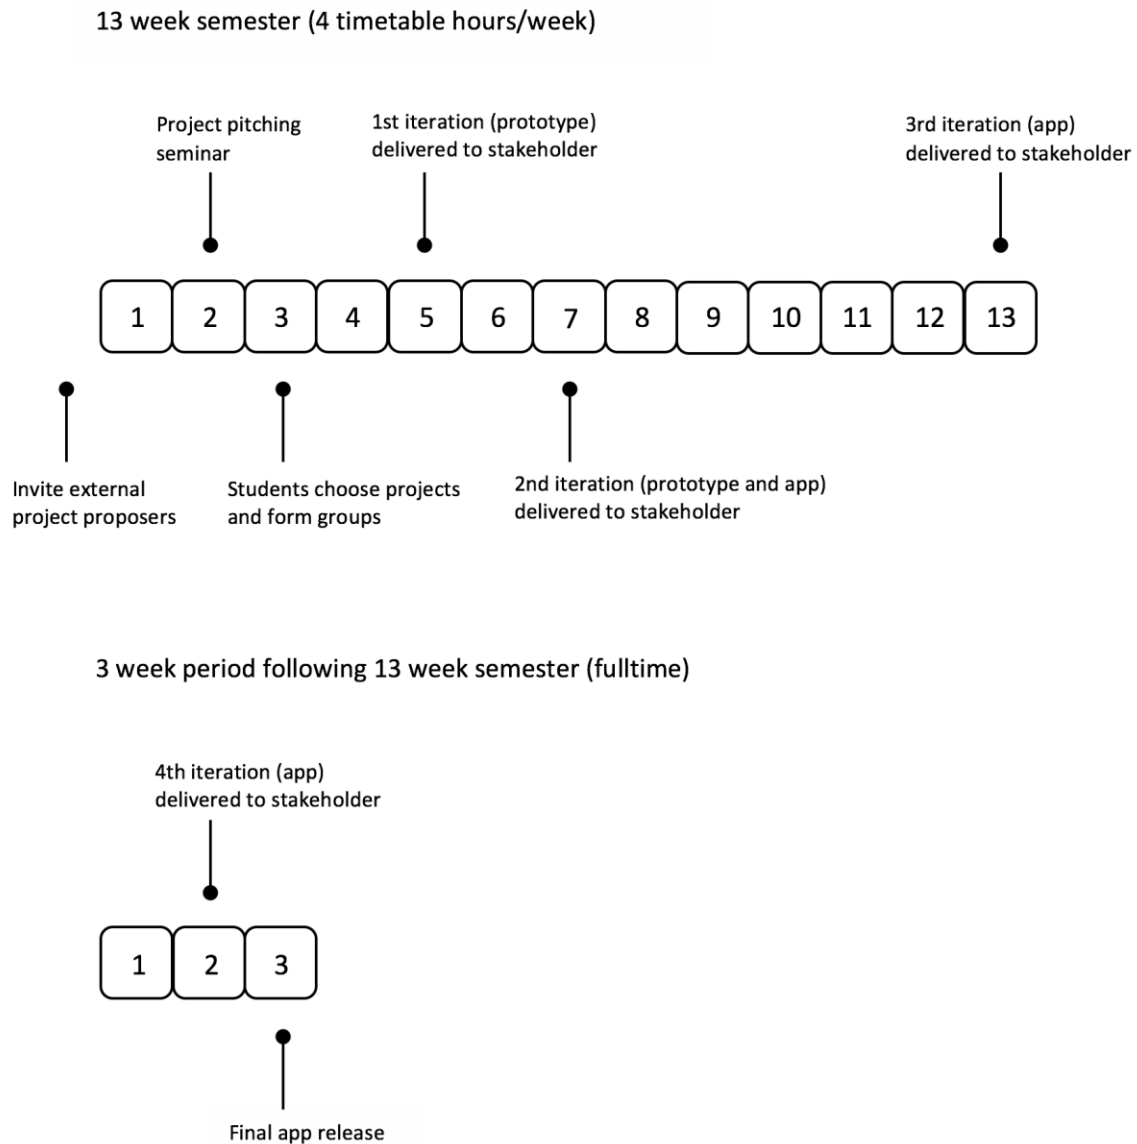 13 week semester (4 timetable hours/week)
Project pitching
seminar
1st iteration (prototype)
delivered to stakeholder
3rd iteration (app)
delivered to stakeholder
1 2 3 4 5 6 7 8 9 10 11 12 13
Invite external
project proposers
Students choose projects
and form groups
2nd iteration (prototype and app)
delivered to stakeholder
3 week period following 13 week semester (fulltime)
4th iteration (app)
delivered to stakeholder
1 2 3
Final app release